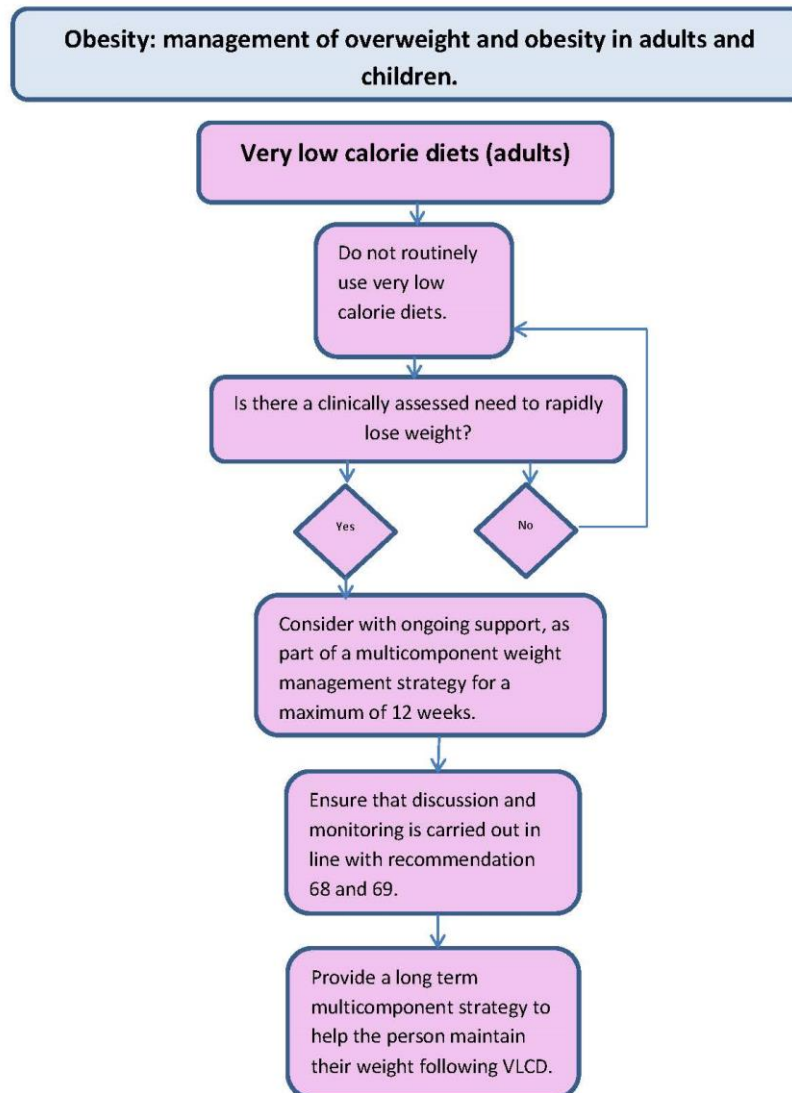 Obesity: management of overweight and obesity in adults and
children.
Very low calorie diets (adults)
Do not routinely
use very low
calorie diets.
Is there a clinically assessed need to rapidly
lose weight?
Yes
No
Consider with ongoing support, as
part of a multicomponent weight
management strategy for a
maximum of 12 weeks.
Ensure that discussion and
monitoring is carried out in
line with recommendation
68 and 69.
Provide a long term
multicomponent strategy to
help the person maintain
their weight following VLCD.